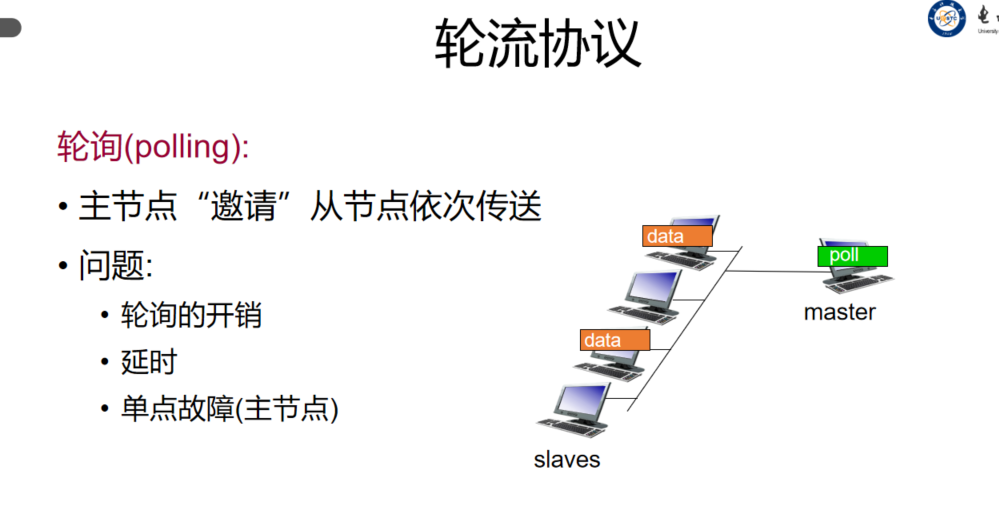 轮流协议
University
轮询(polling):
• 主节点“邀请”从节点依次传送
• 问题:
• 轮询的开销
• 延时
• 单点故障(主节点)
data
poll
master
data
slaves